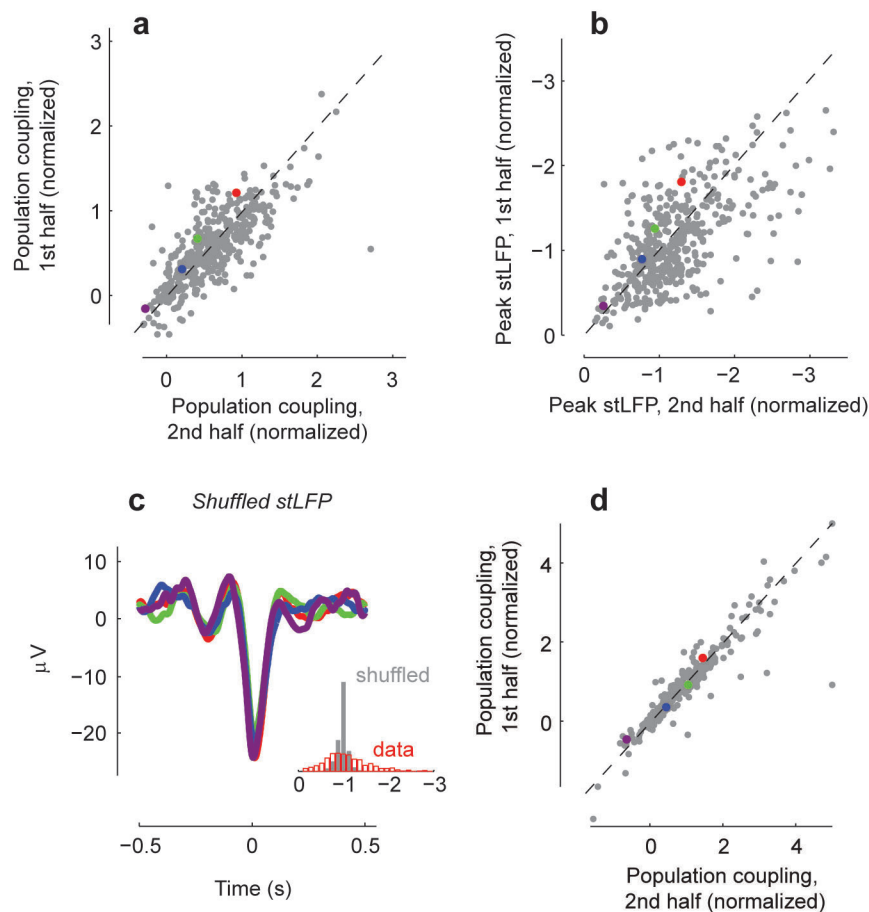 a
Population coupling,
1st half (normalized)
3
2
1
0
0
1
2
3
Population coupling,
2nd half (normalized)
b
Peak stLFP, 1st half (normalized)
−3
−2
−1
0
0
−1
−2
−3
Peak stLFP, 2nd half (normalized)
c
Shuffled stLFP
μV
10
0
−10
−20
shuffled
data
0
−1
−2
−3
−0.5
0
0.5
Time (s)
d
Population coupling,
1st half (normalized)
4
2
0
0
2
4
Population coupling,
2nd half (normalized)